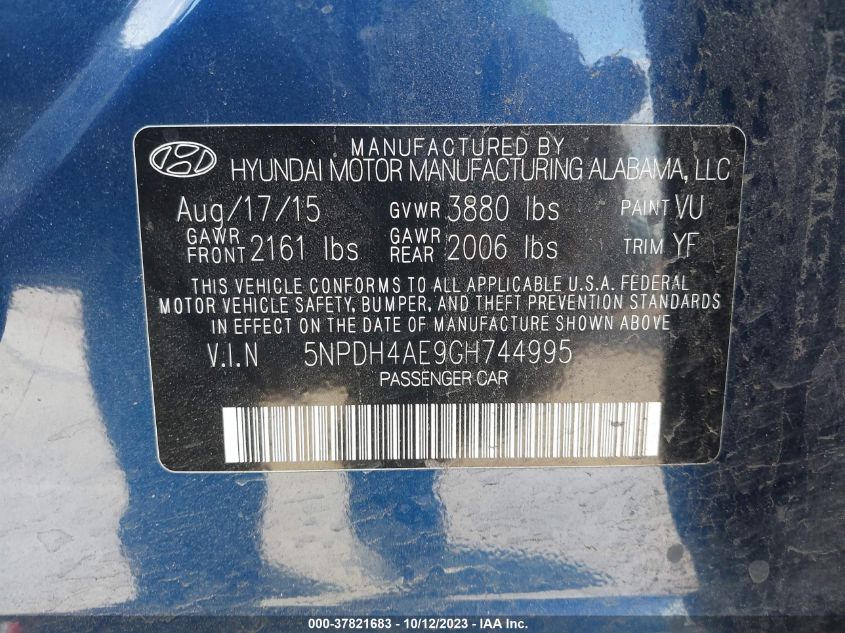 MANUFACTURED BY
HYUNDAI MOTOR MANUFACTURING ALABAMA, LLC
Aug/17/15 GVWR 3880 lbs PAINT VU
GAWR FRONT 2161 lbs GAWR REAR 2006 lbs TRIM YF
THIS VEHICLE CONFORMS TO ALL APPLICABLE U.S.A. FEDERAL
MOTOR VEHICLE SAFETY, BUMPER, AND THEFT PREVENTION STANDARDS
IN EFFECT ON THE DATE OF MANUFACTURE SHOWN ABOVE
V.I.N 5NPDH4AE9GH744995
PASSENGER CAR
000-37821683 - 10/12/2023 - IAA Inc.